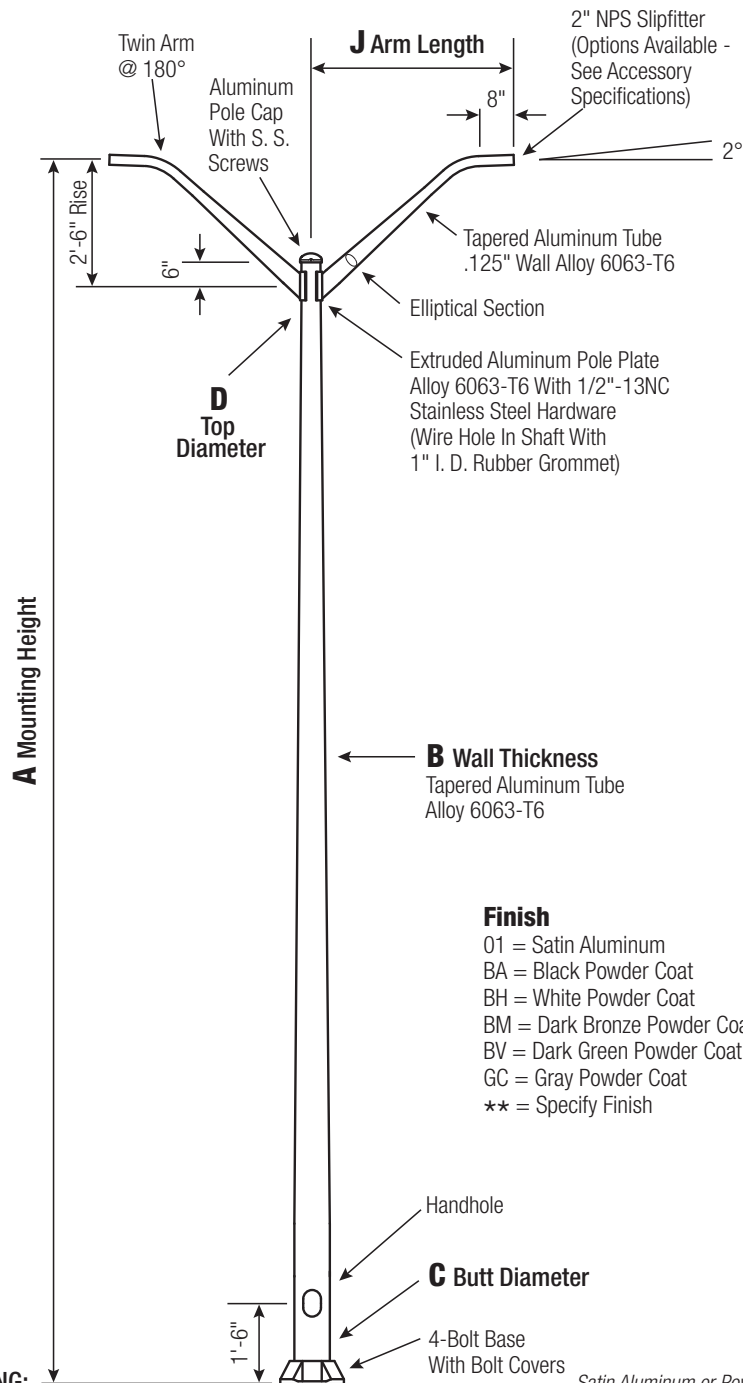 Twin Arm
@ 180°
J Arm Length
2" NPS Slipfitter
(Options Available -
See Accessory
Specifications)
Aluminum
Pole Cap
With S. S.
Screws
8"
2°
2'-6" Rise
6"
Tapered Aluminum Tube
.125" Wall Alloy 6063-T6
Elliptical Section
D
Top
Diameter
Extruded Aluminum Pole Plate
Alloy 6063-T6 With 1/2"-13NC
Stainless Steel Hardware
(Wire Hole In Shaft With
1" I. D. Rubber Grommet)
A Mounting Height
B Wall Thickness
Tapered Aluminum Tube
Alloy 6063-T6
Finish
01 = Satin Aluminum
BA = Black Powder Coat
BH = White Powder Coat
BM = Dark Bronze Powder Coa
BV = Dark Green Powder Coat
GC = Gray Powder Coat
** = Specify Finish
Handhole
C Butt Diameter
1'-6"
4-Bolt Base
With Bolt Covers